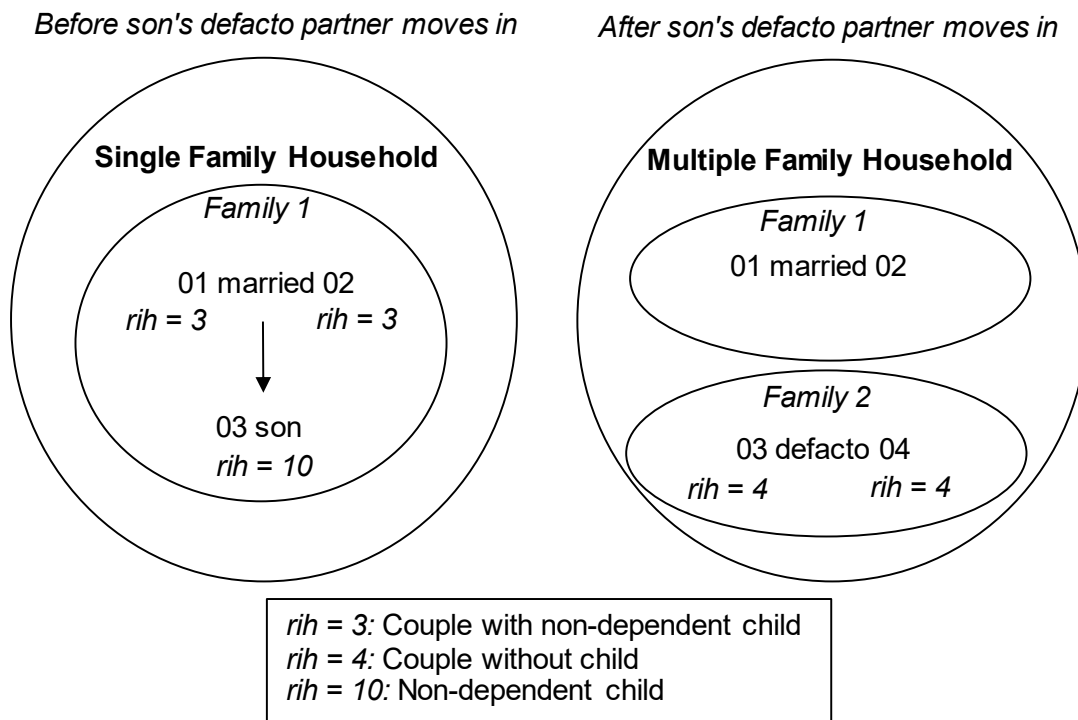 Before son's defacto partner moves in
Single Family Household
Family 1
01 married 02
rih = 3 rih = 3
03 son
rih = 10
After son's defacto partner moves in
Multiple Family Household
Family 1
01 married 02
Family 2
03 defacto 04
rih = 4 rih = 4
rih = 3: Couple with non-dependent child
rih = 4: Couple without child
rih = 10: Non-dependent child